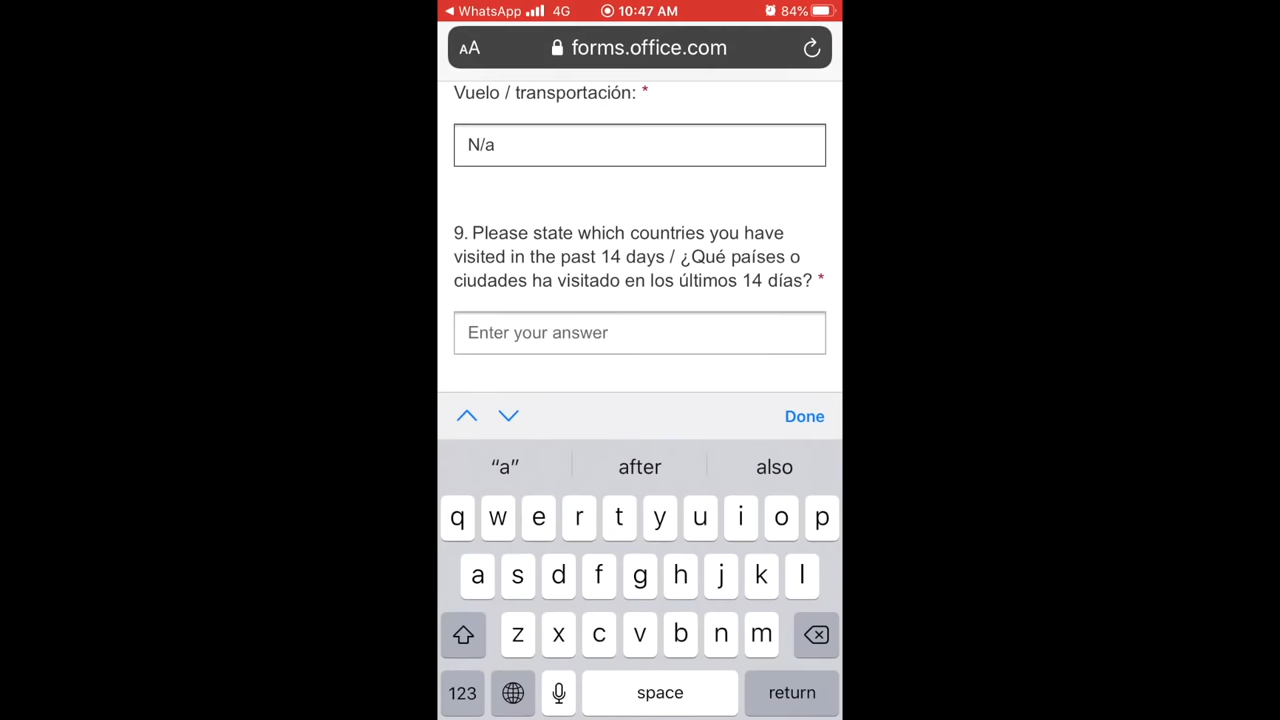 WhatsApp 4G 10:47 AM 84%
AA forms.office.com
Vuelo / transportación: *
N/a
9. Please state which countries you have
visited in the past 14 days / ¿Qué países o
ciudades ha visitado en los últimos 14 días? *
Enter your answer
Done
“a” after also
q w e r t y u i o p
a s d f g h j k l
z x c v b n m
123 space return